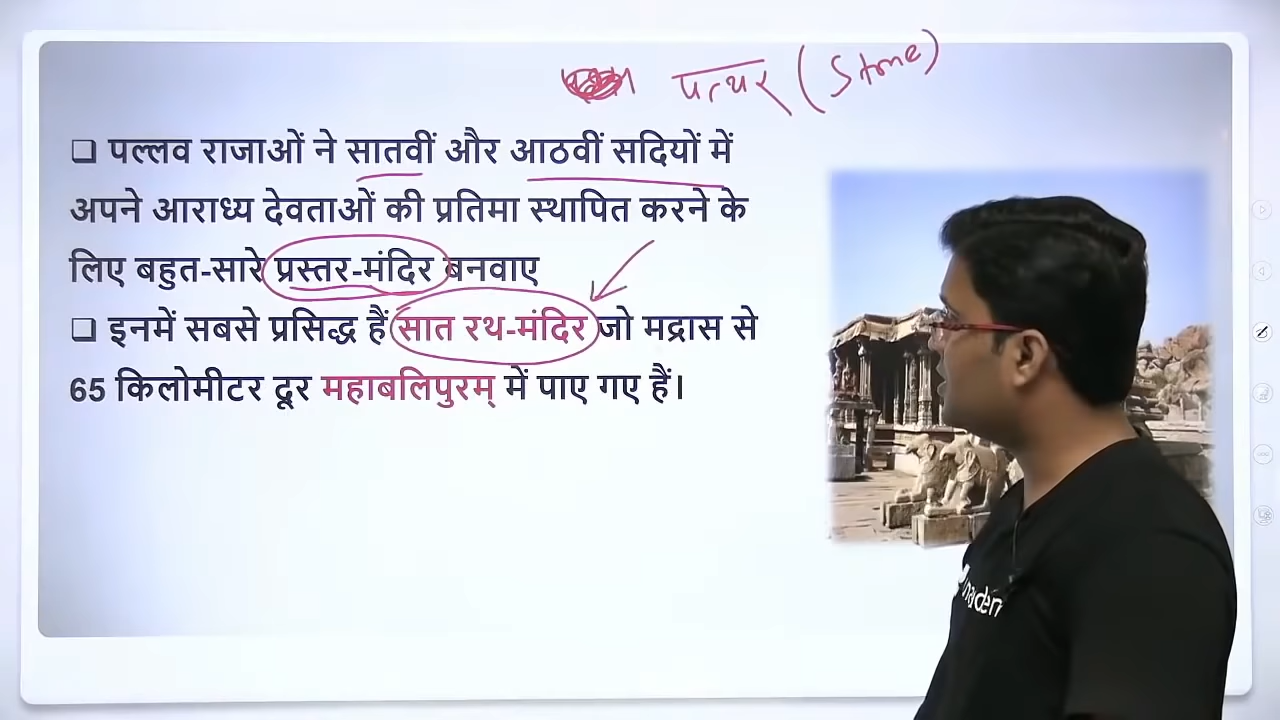 पत्थर (Stone)
❑ पल्लव राजाओं ने सातवीं और आठवीं सदियों में
अपने आराध्य देवताओं की प्रतिमा स्थापित करने के
लिए बहुत-सारे प्रस्तर-मंदिर बनवाए
❑ इनमें सबसे प्रसिद्ध हैं सात रथ-मंदिर जो मद्रास से
65 किलोमीटर दूर महाबलिपुरम् में पाए गए हैं।